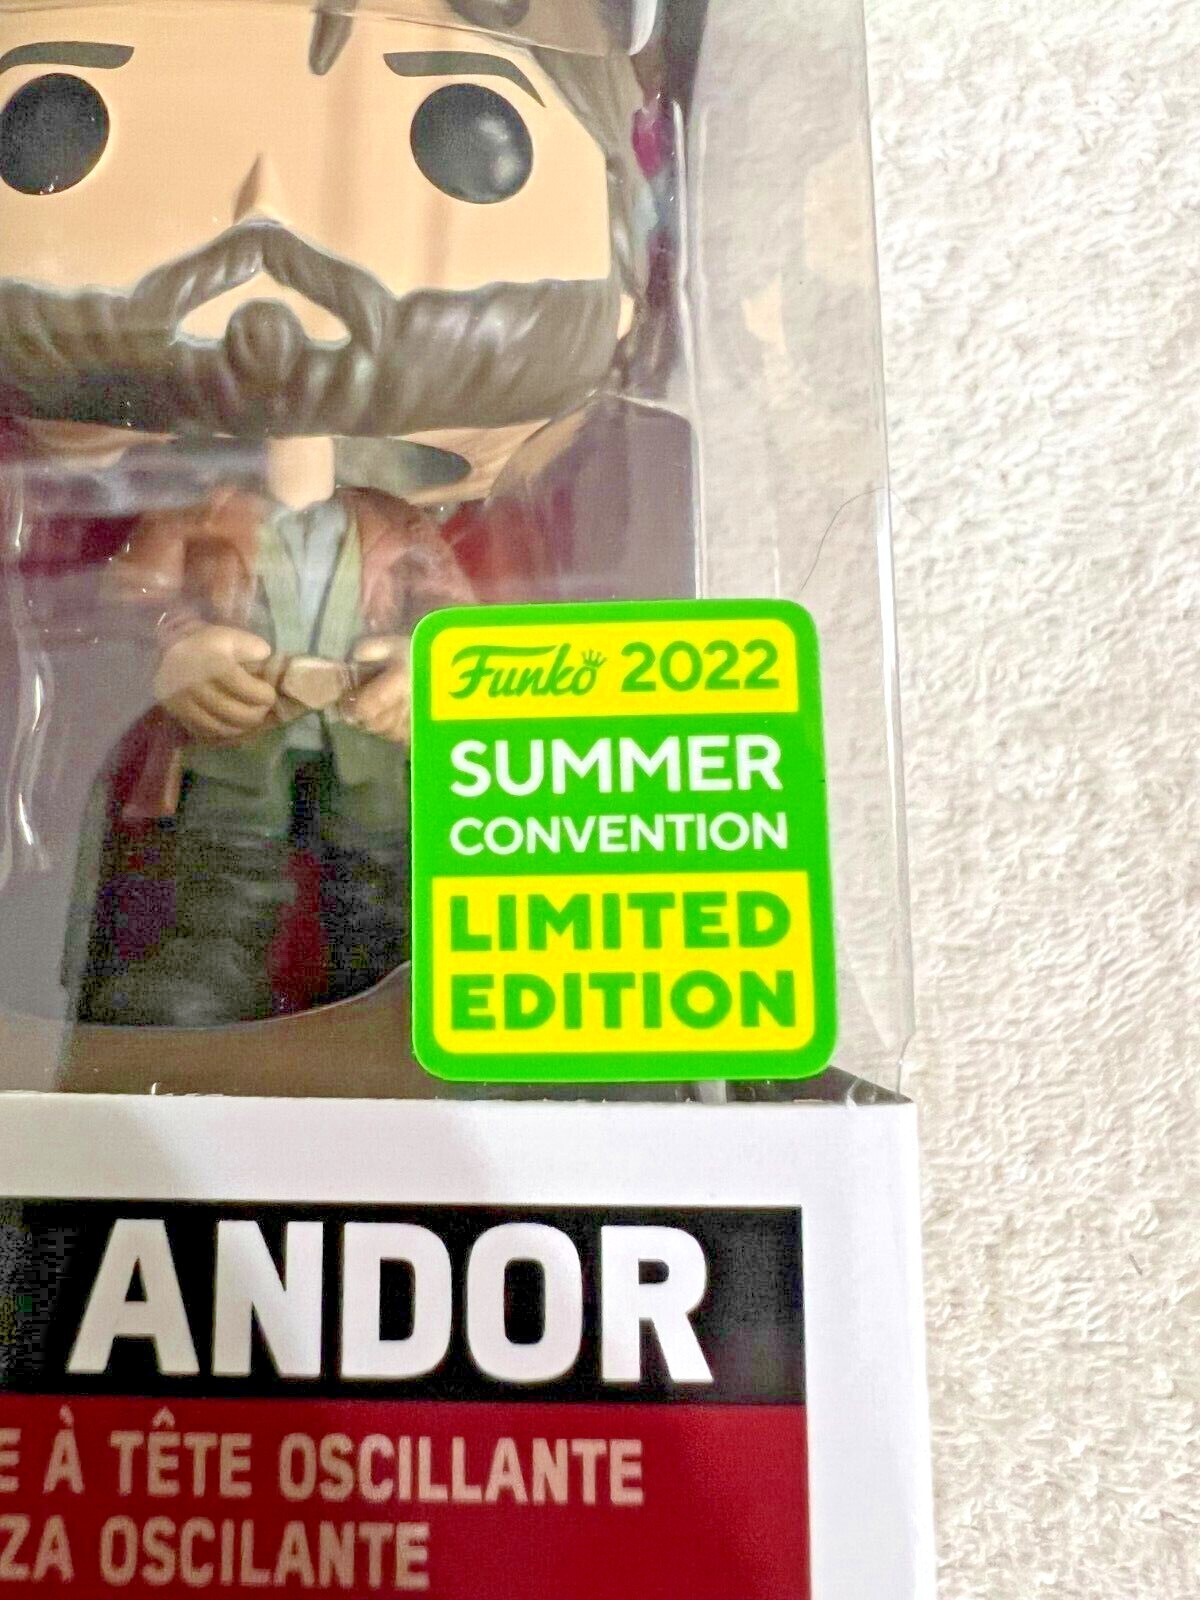 Funko 2022
SUMMER
CONVENTION
LIMITED
EDITION
ANDOR
E À TÊTE OSCILLANTE
ZA OSCILANTE